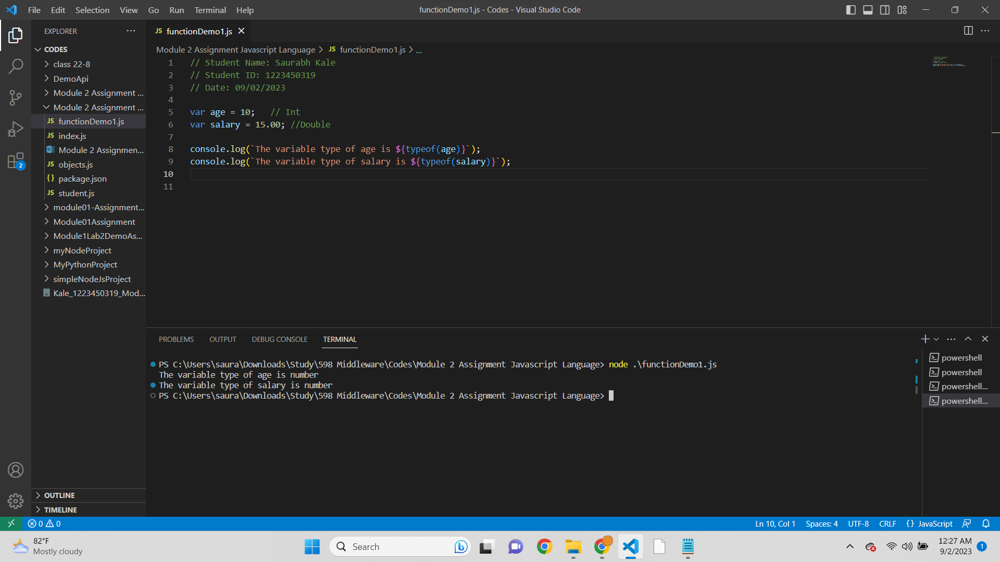 File Edit Selection View Go Run Terminal Help
functionDemo1.js - Codes - Visual Studio Code
EXPLORER
CODES
class 22-8
DemoApi
Module 2 Assignment ...
Module 2 Assignment ...
JS functionDemo1.js
JS index.js
Module 2 Assignmen...
JS objects.js
{} package.json
JS student.js
module01-Assignment...
Module01Assignment
Module1Lab2DemoAs...
myNodeProject
MyPythonProject
simpleNodeJsProject
Kale_1223450319_Mod...
OUTLINE
TIMELINE
2
JS functionDemo1.js
Module 2 Assignment Javascript Language > JS functionDemo1.js > ...
1 // Student Name: Saurabh Kale
2 // Student ID: 1223450319
3 // Date: 09/02/2023
4
5 var age = 10;   // Int
6 var salary = 15.00; //Double
7
8 console.log(`The variable type of age is ${typeof(age)}`);
9 console.log(`The variable type of salary is ${typeof(salary)}`);
10
11
PROBLEMS OUTPUT DEBUG CONSOLE TERMINAL
PS C:\Users\saura\Downloads\Study\598 Middleware\Codes\Module 2 Assignment Javascript Language> node .\functionDemo1.js
The variable type of age is number
The variable type of salary is number
PS C:\Users\saura\Downloads\Study\598 Middleware\Codes\Module 2 Assignment Javascript Language>
powershell
powershell
powershell...
powershell...
0 0
Ln 10, Col 1 Spaces: 4 UTF-8 CRLF {} JavaScript
82°F
Mostly cloudy
Search
12:27 AM
9/2/2023
1